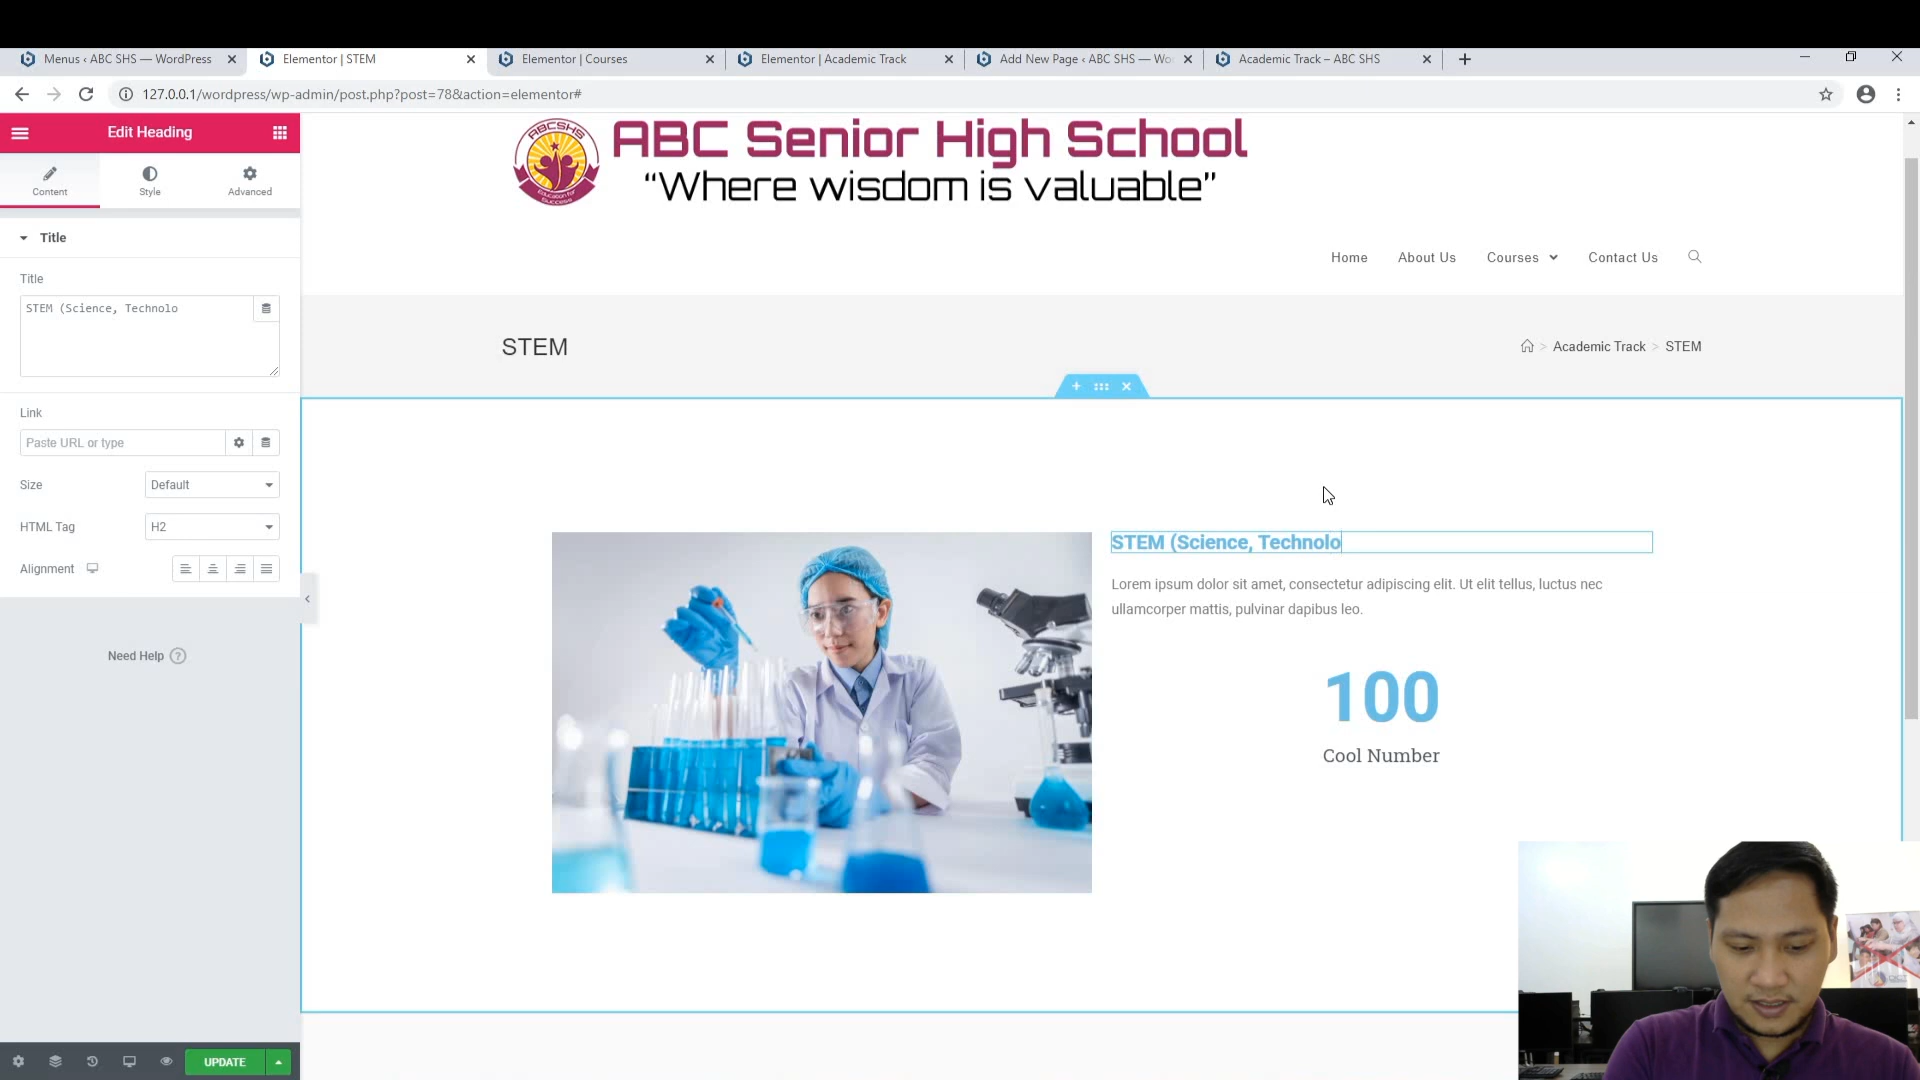 Menus ‹ ABC SHS — WordPress
Elementor | STEM
Elementor | Courses
Elementor | Academic Track
Add New Page ‹ ABC SHS — Wo
Academic Track – ABC SHS
127.0.0.1/wordpress/wp-admin/post.php?post=78&action=elementor#
Edit Heading
Content
Style
Advanced
Title
Title
STEM (Science, Technolo
Link
Paste URL or type
Size
Default
HTML Tag
H2
Alignment
Need Help
UPDATE
ABCSHS
Education for
Success
ABC Senior High School
“Where wisdom is valuable”
Home
About Us
Courses
Contact Us
STEM
> Academic Track > STEM
STEM (Science, Technolo
Lorem ipsum dolor sit amet, consectetur adipiscing elit. Ut elit tellus, luctus nec
ullamcorper mattis, pulvinar dapibus leo.
100
Cool Number